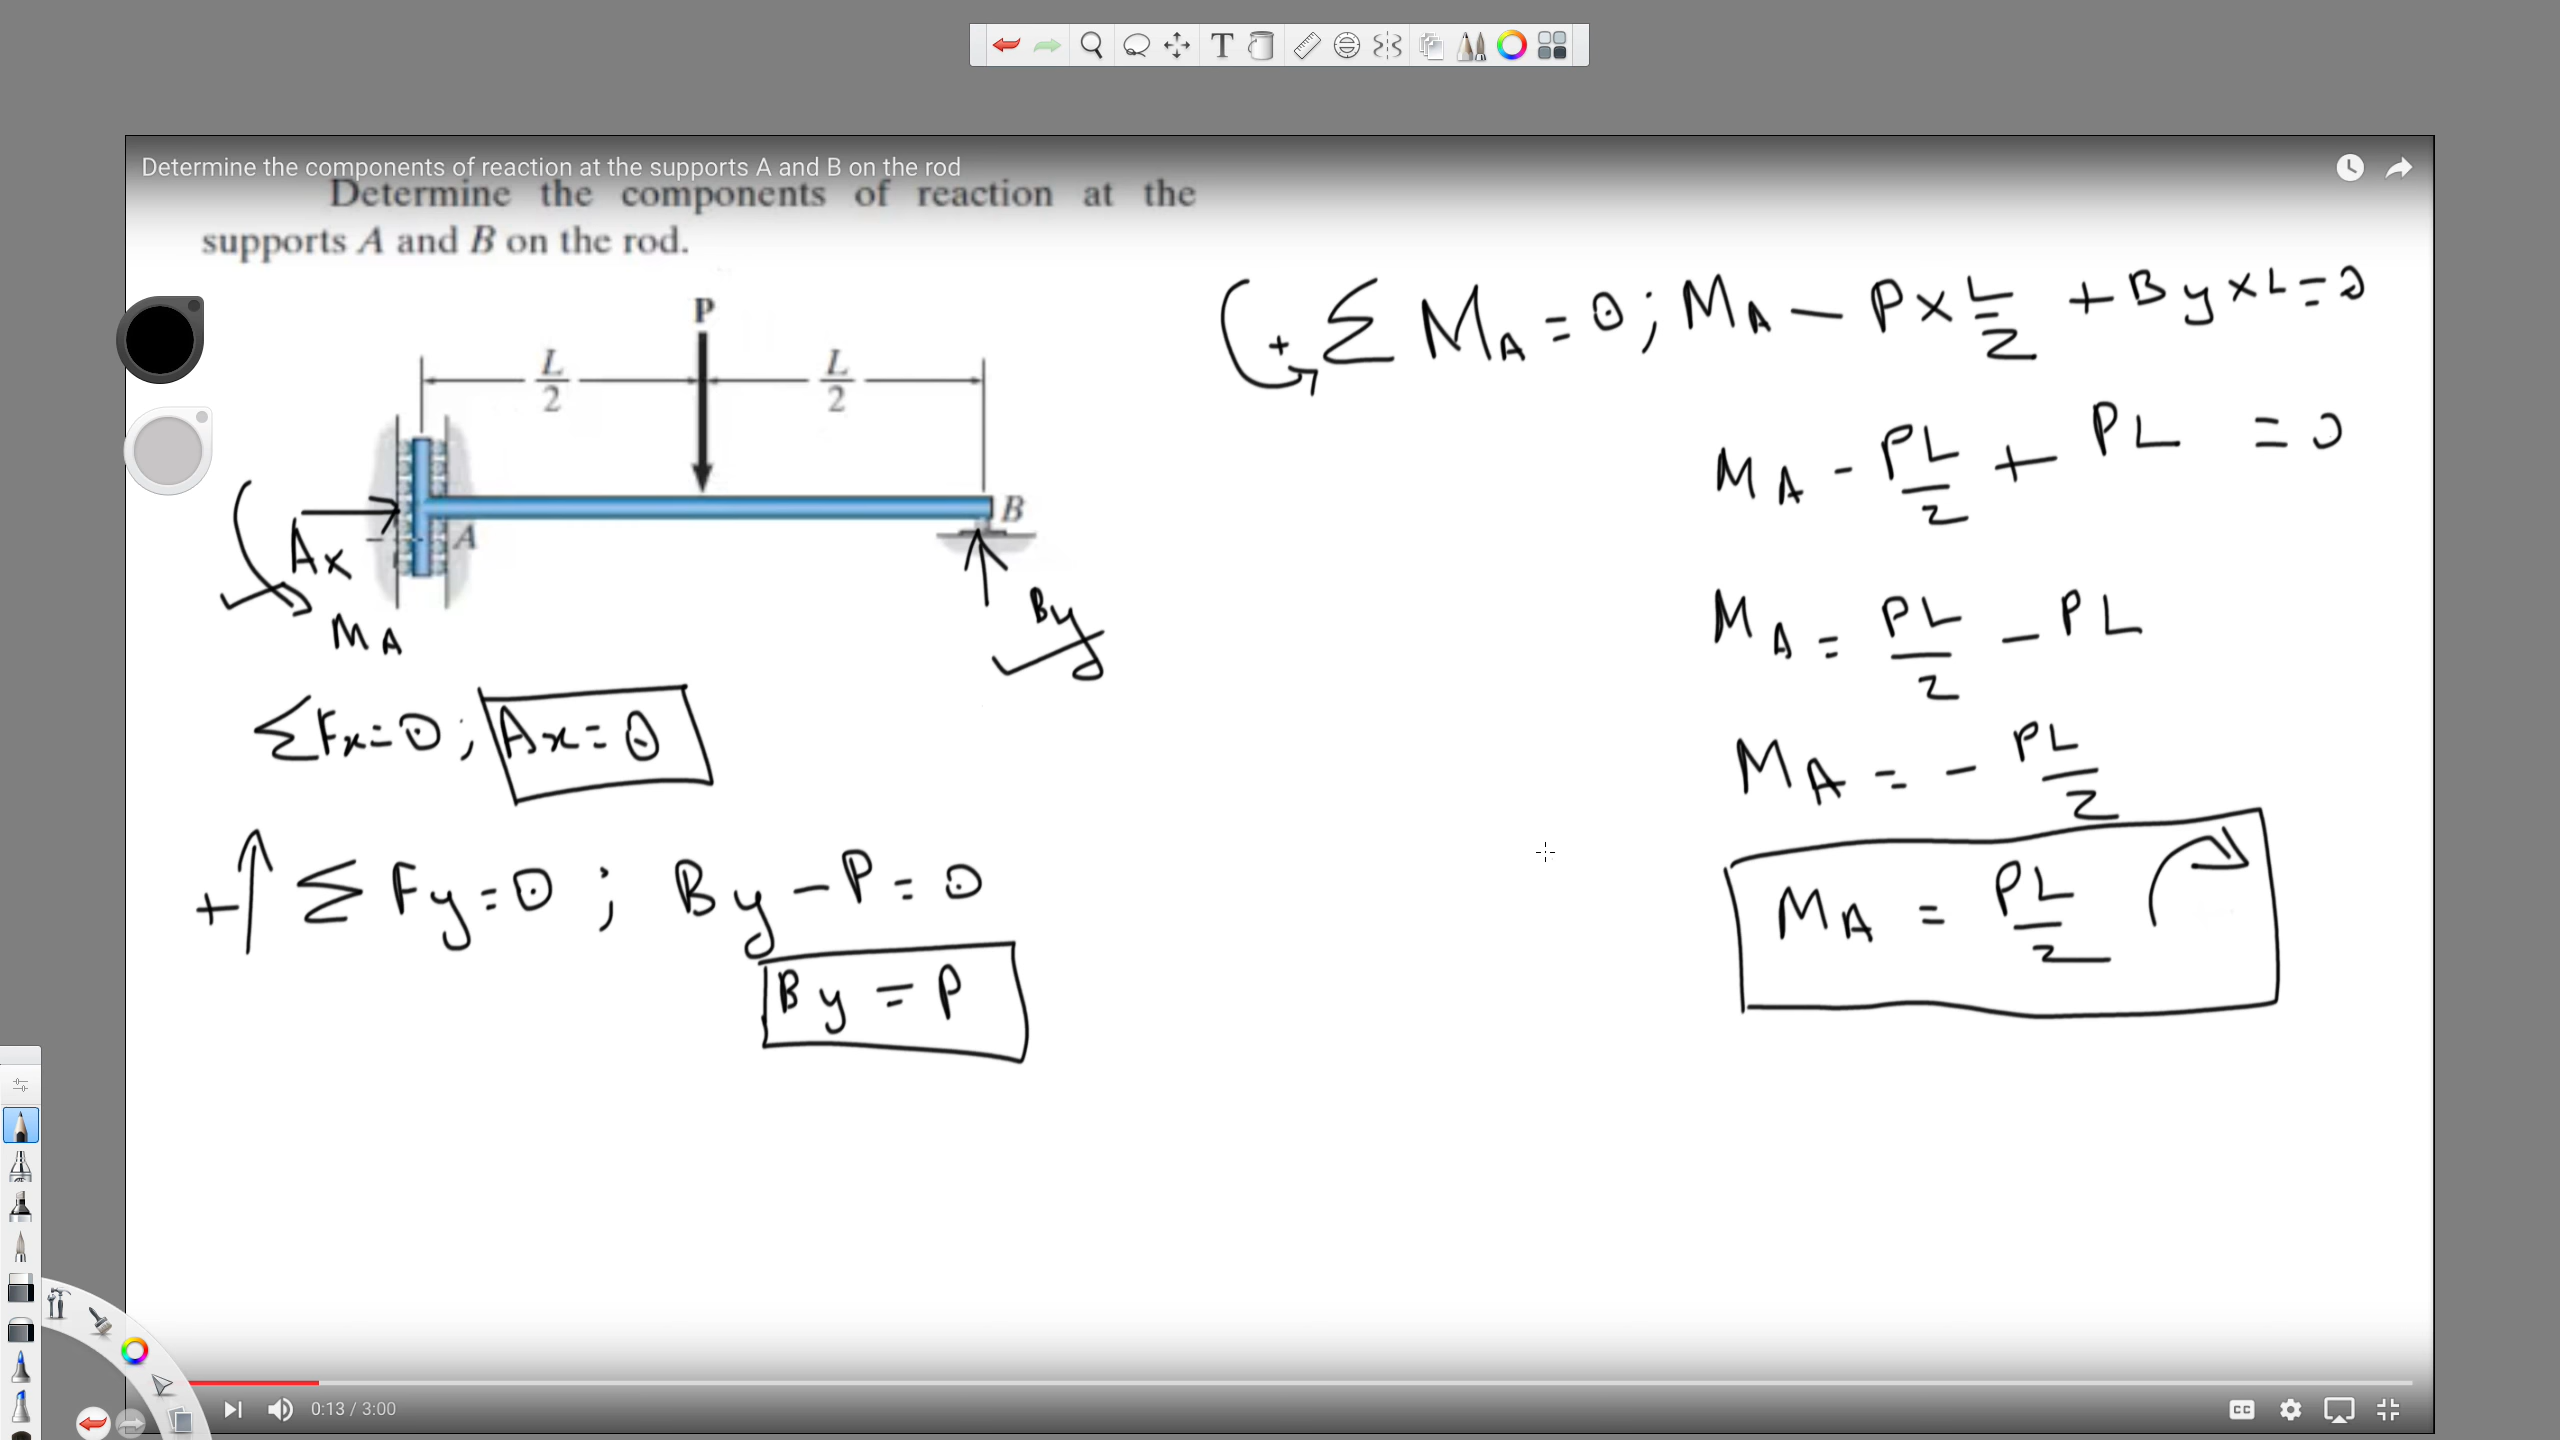 Determine the components of reaction at the supports A and B on the rod
Determine the components of reaction at the
supports A and B on the rod.
P
L/2 L/2
A B
Ax
MA
By
ΣFx=0; Ax=0
+↑ ΣFy=0; By-P=0
By=P
+ ΣMA=0; MA-P×L/2+By×L=0
MA-PL/2+PL=0
MA=PL/2-PL
MA=-PL/2
MA=PL/2
T
0:13 / 3:00
CC